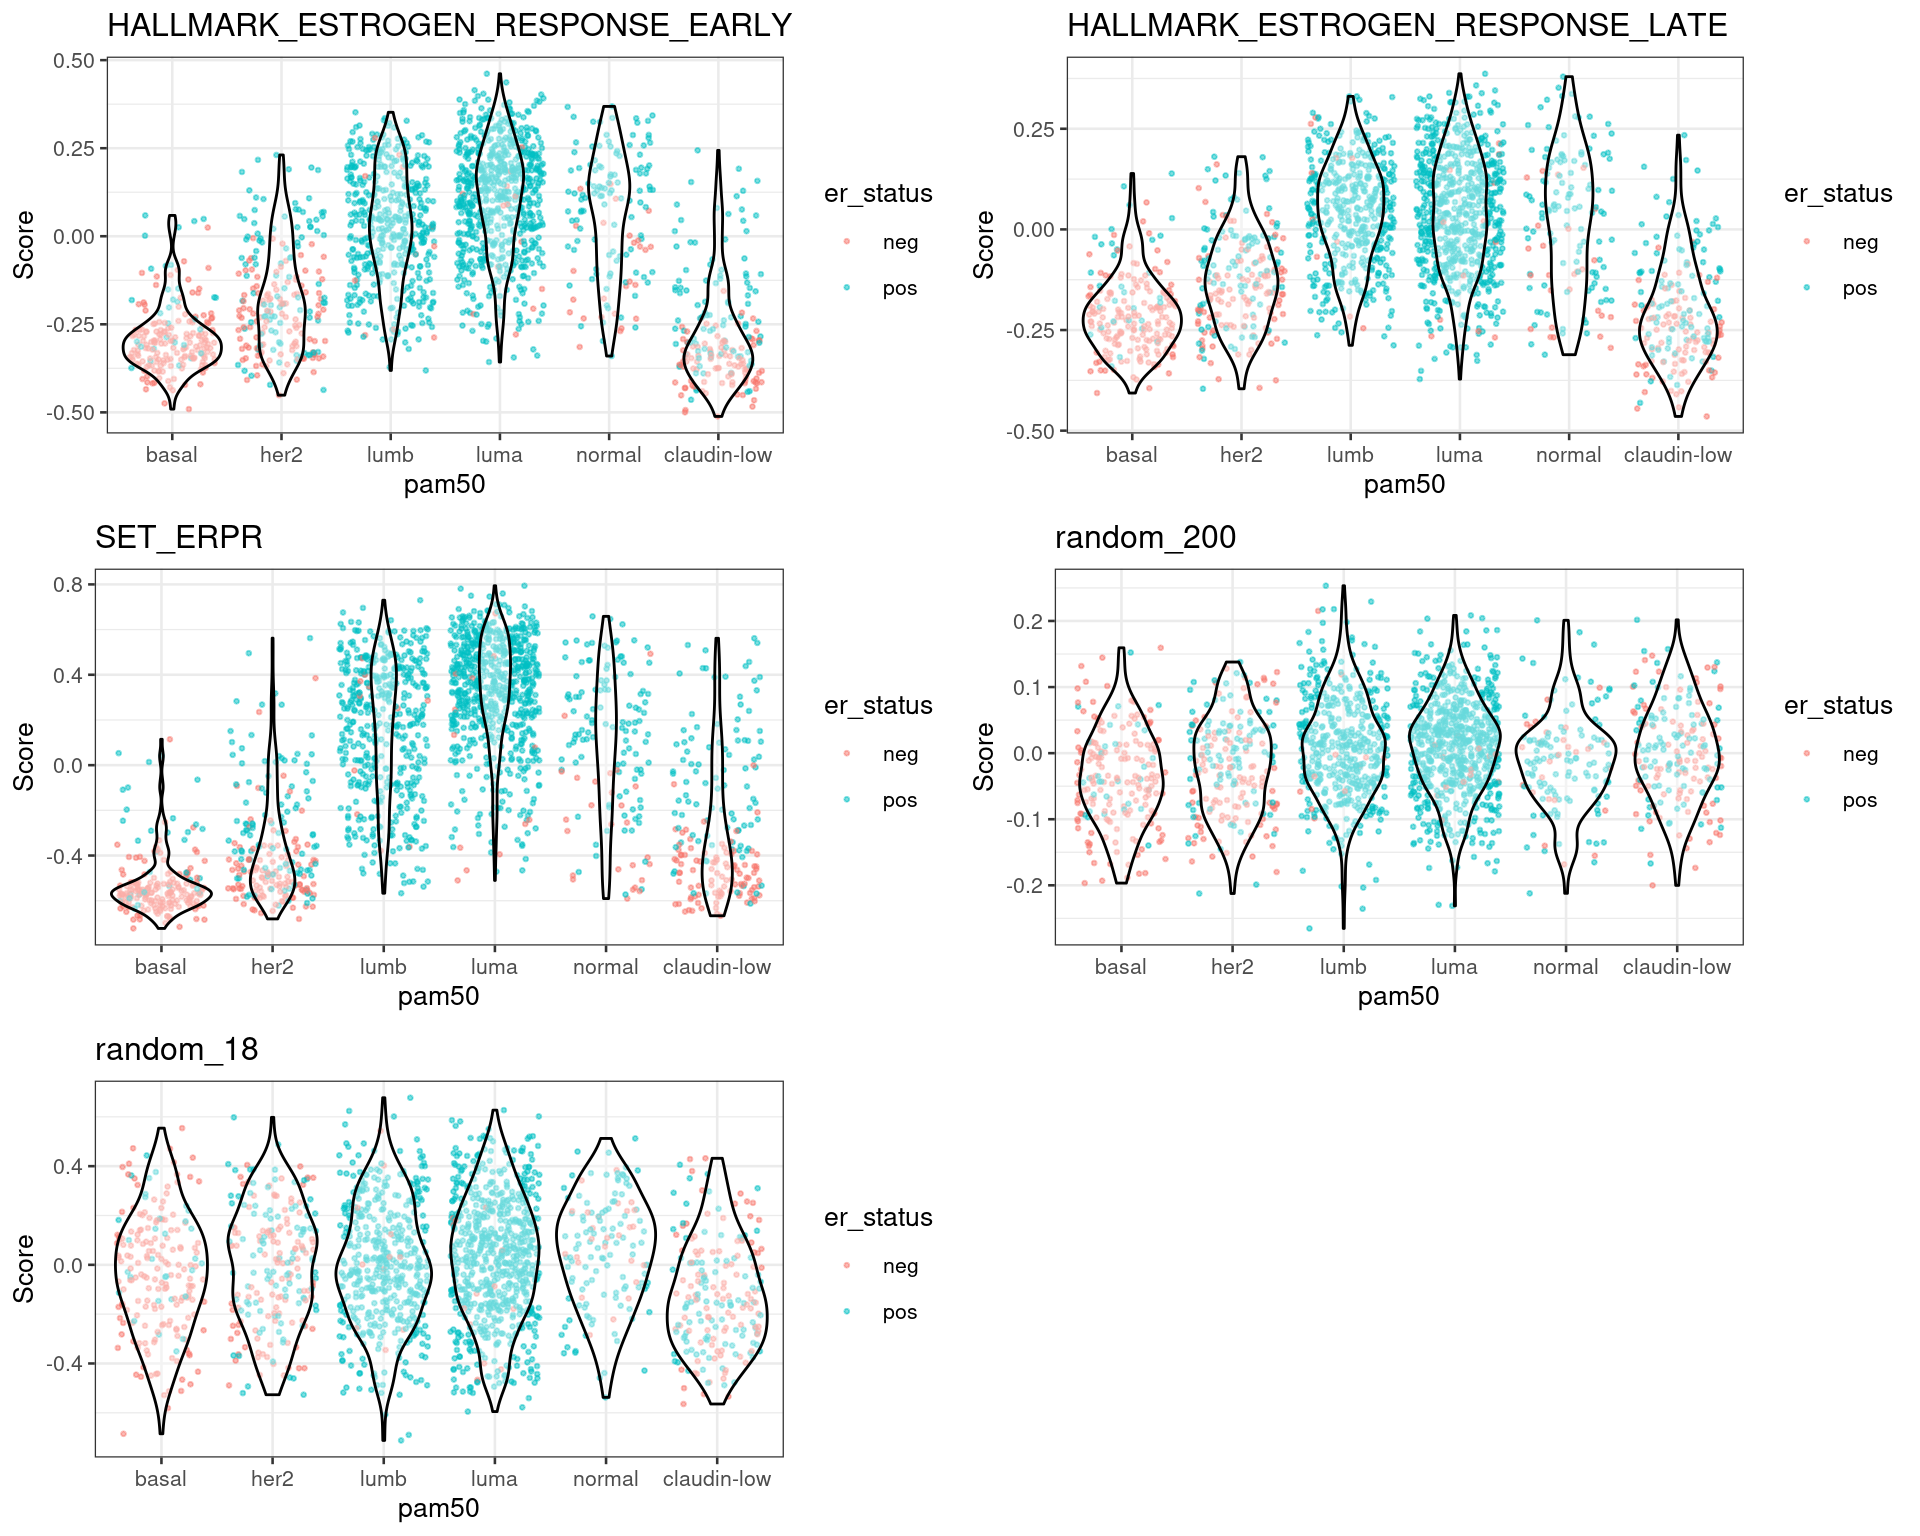 HALLMARK_ESTROGEN_RESPONSE_EARLY
Score
0.50
0.25
0.00
-0.25
-0.50
basal her2 lumb luma normal claudin-low
pam50
er_status
neg
pos
HALLMARK_ESTROGEN_RESPONSE_LATE
Score
0.25
0.00
-0.25
-0.50
basal her2 lumb luma normal claudin-low
pam50
er_status
neg
pos
SET_ERPR
Score
0.8
0.4
0.0
-0.4
basal her2 lumb luma normal claudin-low
pam50
er_status
neg
pos
random_200
Score
0.2
0.1
0.0
-0.1
-0.2
basal her2 lumb luma normal claudin-low
pam50
er_status
neg
pos
random_18
Score
0.4
0.0
-0.4
basal her2 lumb luma normal claudin-low
pam50
er_status
neg
pos